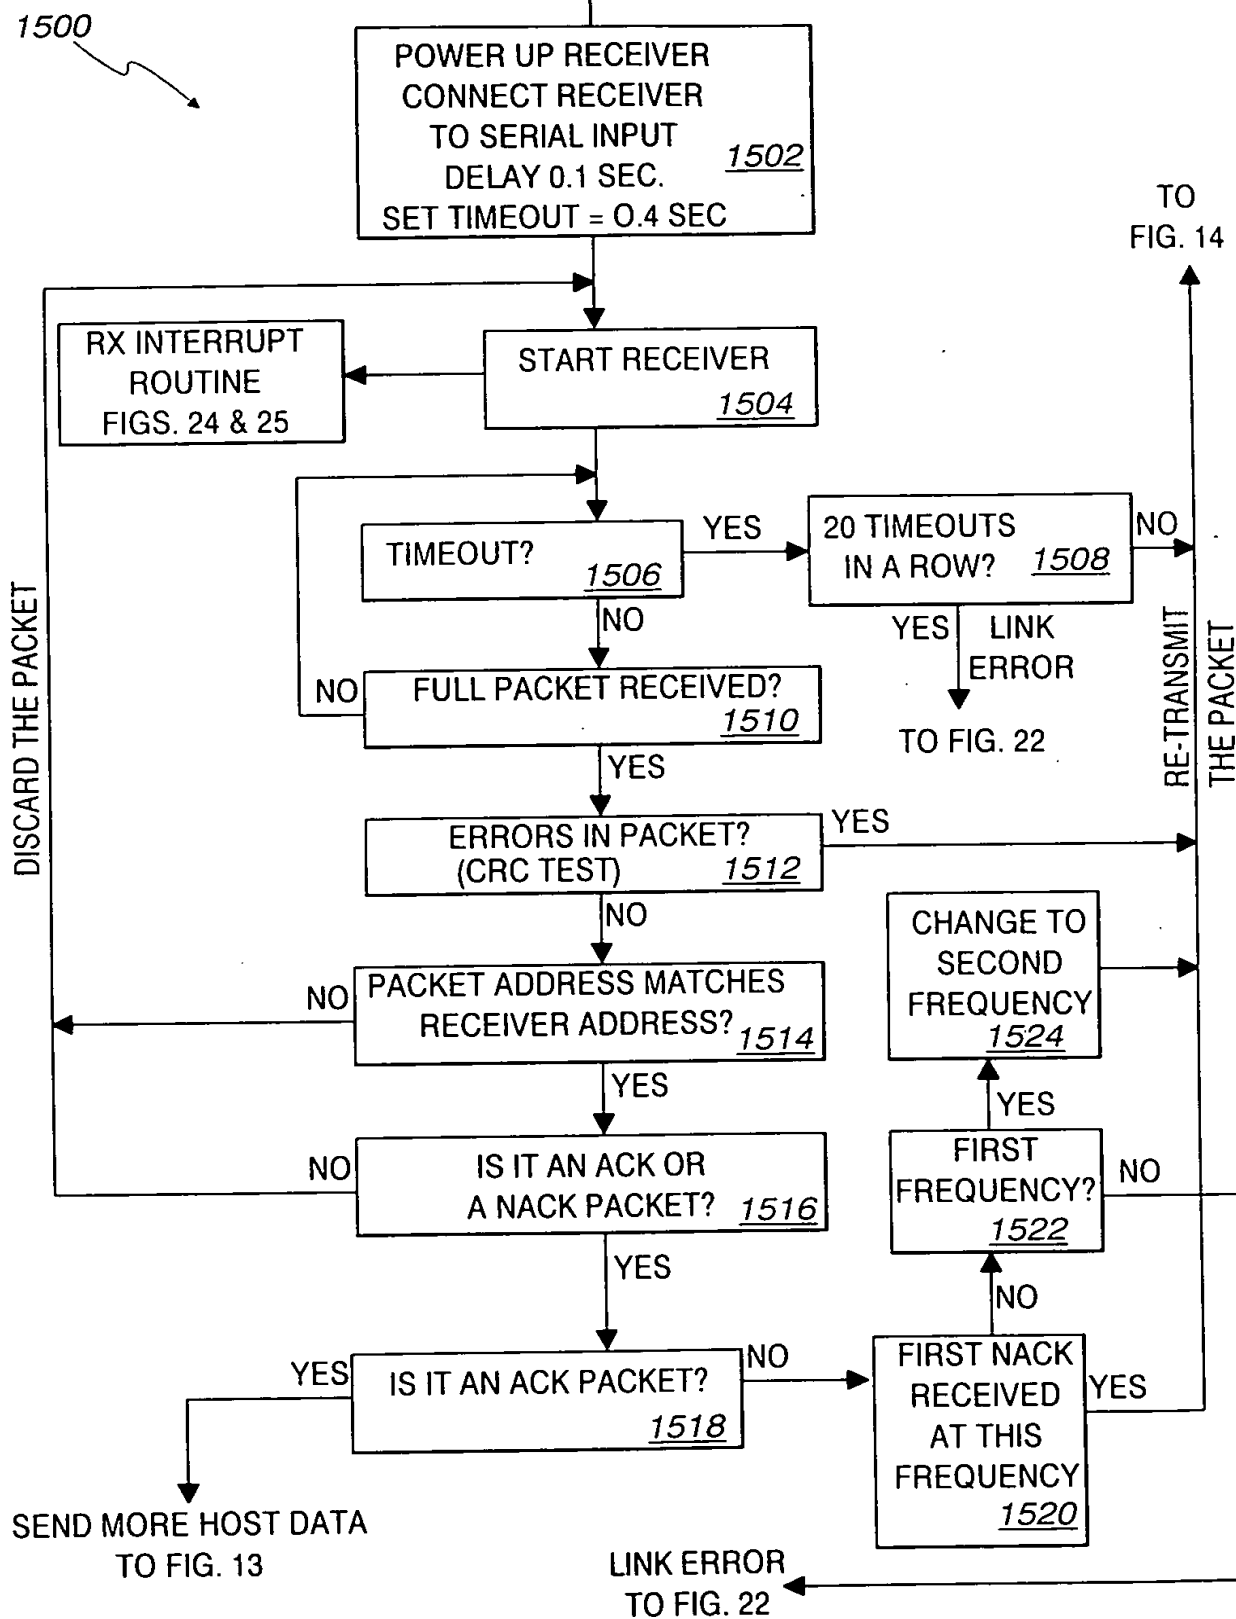 1500
POWER UP RECEIVER
CONNECT RECEIVER
TO SERIAL INPUT
DELAY 0.1 SEC.
SET TIMEOUT = 0.4 SEC
1502
TO
FIG. 14
RX INTERRUPT
ROUTINE
FIGS. 24 & 25
START RECEIVER
1504
TIMEOUT?
1506
YES
20 TIMEOUTS
IN A ROW?
1508
NO
NO
YES
LINK
ERROR
TO FIG. 22
DISCARD THE PACKET
RE-TRANSMIT
THE PACKET
NO
FULL PACKET RECEIVED?
1510
YES
ERRORS IN PACKET?
(CRC TEST)
1512
YES
NO
CHANGE TO
SECOND
FREQUENCY
1524
NO
PACKET ADDRESS MATCHES
RECEIVER ADDRESS?
1514
YES
YES
NO
IS IT AN ACK OR
A NACK PACKET?
1516
FIRST
FREQUENCY?
1522
NO
YES
NO
YES
IS IT AN ACK PACKET?
1518
NO
FIRST NACK
RECEIVED
AT THIS
FREQUENCY
1520
YES
SEND MORE HOST DATA
TO FIG. 13
LINK ERROR
TO FIG. 22